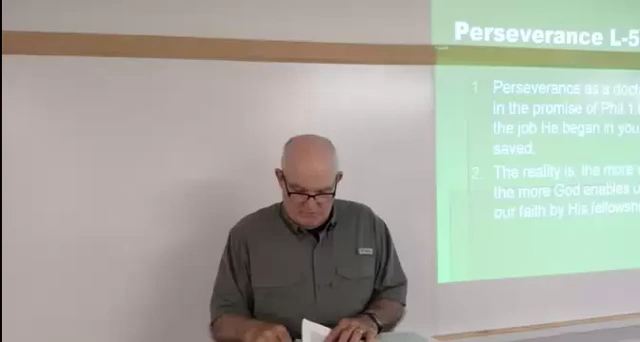 Perseverance L-5
1. Perseverance as a doct
in the promise of Phil.1.
the job He began in you
saved.
2. The reality is, the more
the more God enables u
our faith by His fellowsh